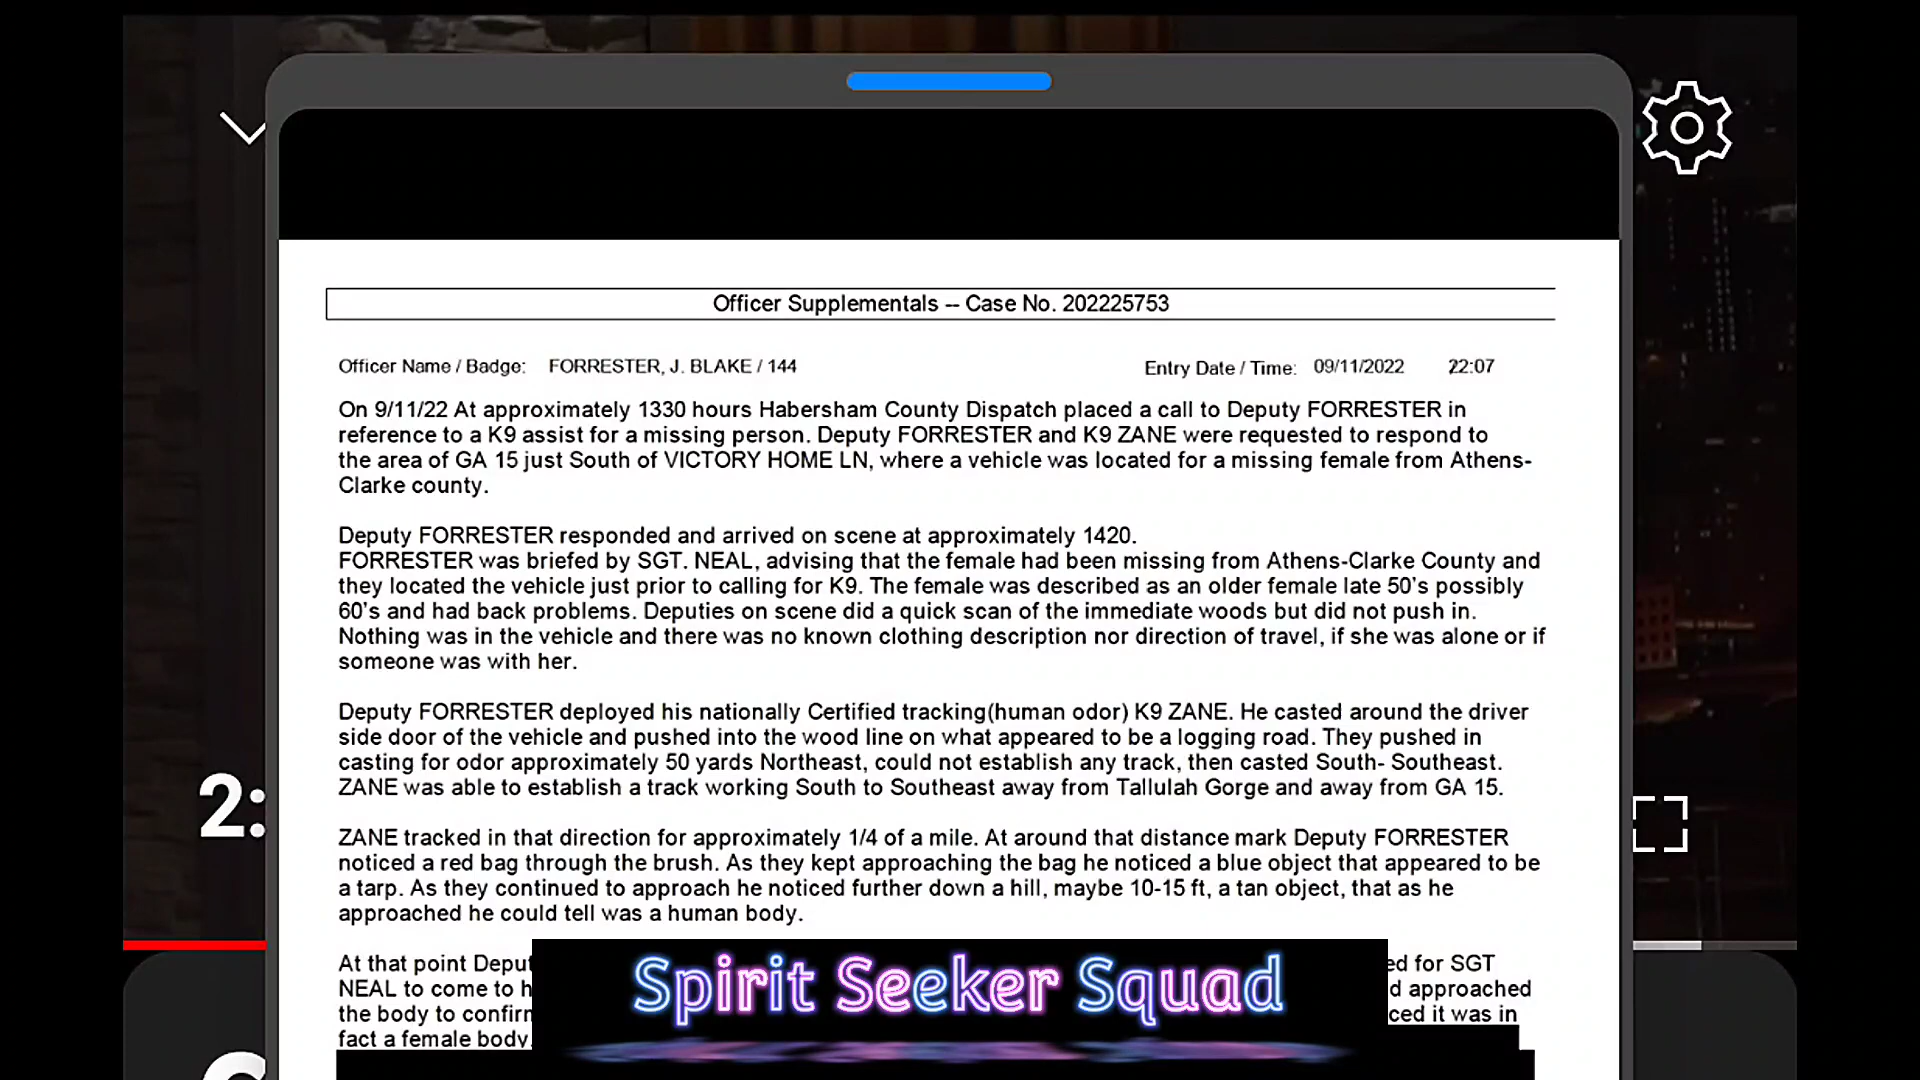 Officer Supplementals -- Case No. 202225753
Officer Name / Badge: FORRESTER, J. BLAKE / 144 Entry Date / Time: 09/11/2022 22:07
On 9/11/22 At approximately 1330 hours Habersham County Dispatch placed a call to Deputy FORRESTER in
reference to a K9 assist for a missing person. Deputy FORRESTER and K9 ZANE were requested to respond to
the area of GA 15 just South of VICTORY HOME LN, where a vehicle was located for a missing female from Athens-
Clarke county.
Deputy FORRESTER responded and arrived on scene at approximately 1420.
FORRESTER was briefed by SGT. NEAL, advising that the female had been missing from Athens-Clarke County and
they located the vehicle just prior to calling for K9. The female was described as an older female late 50's possibly
60's and had back problems. Deputies on scene did a quick scan of the immediate woods but did not push in.
Nothing was in the vehicle and there was no known clothing description nor direction of travel, if she was alone or if
someone was with her.
Deputy FORRESTER deployed his nationally Certified tracking(human odor) K9 ZANE. He casted around the driver
side door of the vehicle and pushed into the wood line on what appeared to be a logging road. They pushed in
casting for odor approximately 50 yards Northeast, could not establish any track, then casted South- Southeast.
ZANE was able to establish a track working South to Southeast away from Tallulah Gorge and away from GA 15.
2:
ZANE tracked in that direction for approximately 1/4 of a mile. At around that distance mark Deputy FORRESTER
noticed a red bag through the brush. As they kept approaching the bag he noticed a blue object that appeared to be
a tarp. As they continued to approach he noticed further down a hill, maybe 10-15 ft, a tan object, that as he
approached he could tell was a human body.
At that point ed for SGT
NEAL to come to approached
the body to ced it was in
fact a female body.
Spirit Seeker Squad